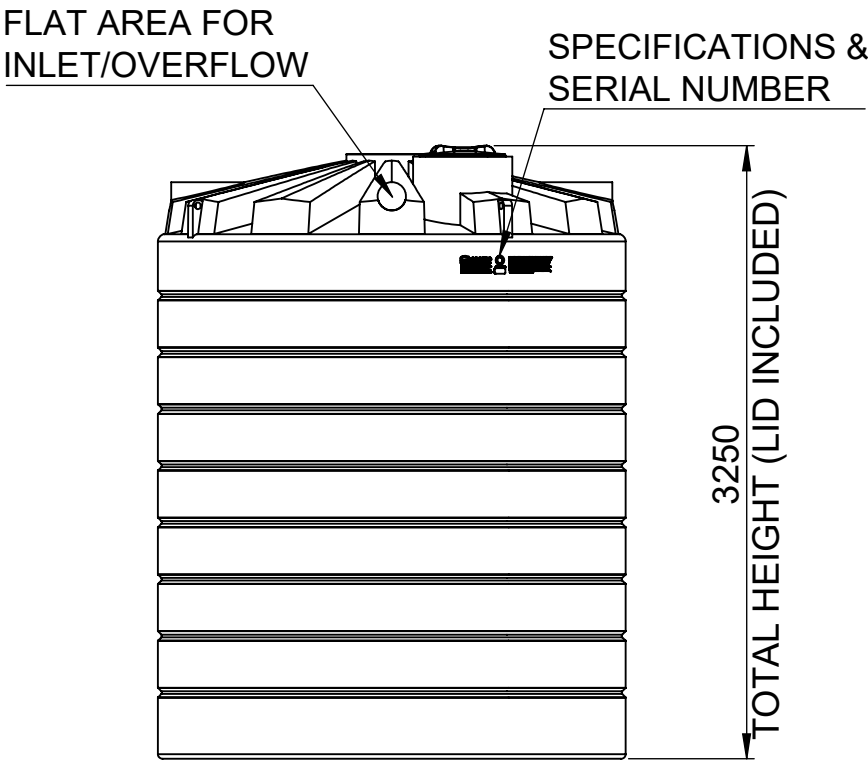 FLAT AREA FOR
INLET/OVERFLOW
SPECIFICATIONS &
SERIAL NUMBER
3250
TOTAL HEIGHT (LID INCLUDED)